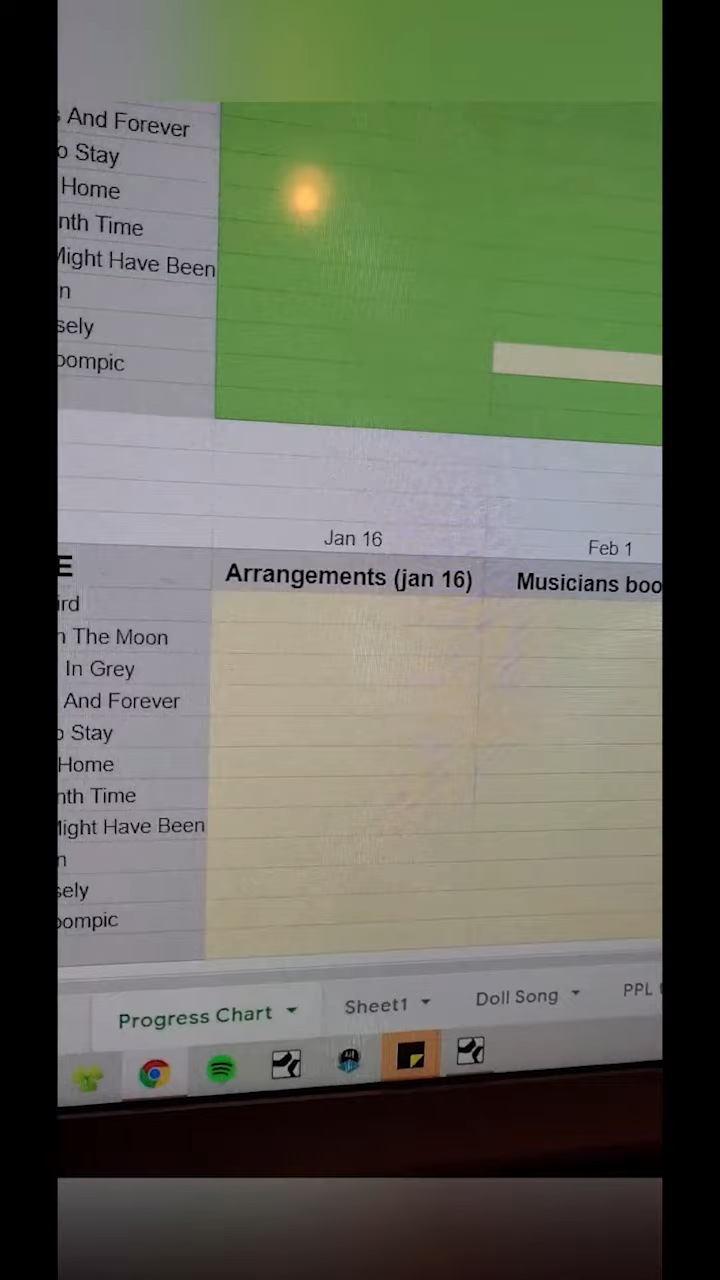 And Forever
Stay
Home
nth Time
Might Have Been
n
sely
oompic
Jan 16
Feb 1
E
Arrangements (jan 16)
Musicians boo
ird
n The Moon
In Grey
And Forever
Stay
Home
nth Time
Might Have Been
n
sely
oompic
Progress Chart
Sheet1
Doll Song
PPL